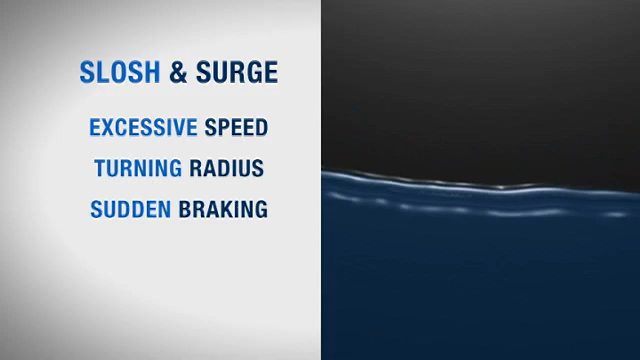 SLOSH & SURGE
EXCESSIVE SPEED
TURNING RADIUS
SUDDEN BRAKING